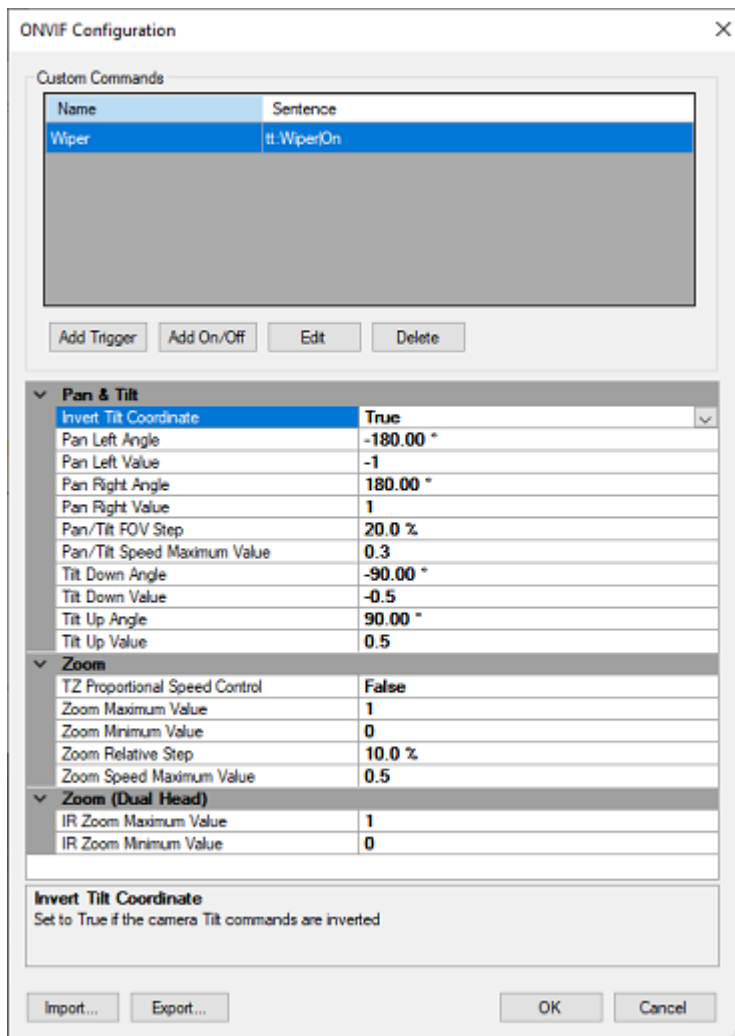 ONVIF Configuration
Custom Commands
Name Sentence
Wiper tt:Wiper|On
Add Trigger Add On/Off Edit Delete
Pan & Tilt
Invert Tilt Coordinate True
Pan Left Angle -180.00 °
Pan Left Value -1
Pan Right Angle 180.00 °
Pan Right Value 1
Pan/Tilt FOV Step 20.0 %
Pan/Tilt Speed Maximum Value 0.3
Tilt Down Angle -90.00 °
Tilt Down Value -0.5
Tilt Up Angle 90.00 °
Tilt Up Value 0.5
Zoom
TZ Proportional Speed Control False
Zoom Maximum Value 1
Zoom Minimum Value 0
Zoom Relative Step 10.0 %
Zoom Speed Maximum Value 0.5
Zoom (Dual Head)
IR Zoom Maximum Value 1
IR Zoom Minimum Value 0
Invert Tilt Coordinate
Set to True if the camera Tilt commands are inverted
Import... Export... OK Cancel